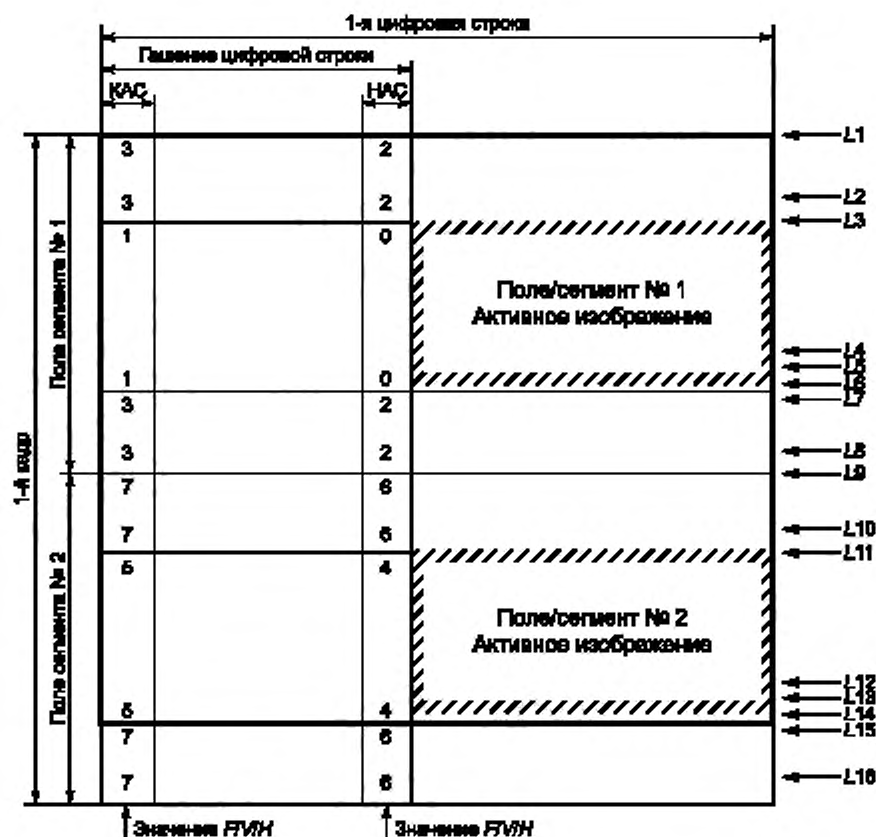 1-я цифровая строка
Гашение цифровой строки
КАС НАС
3 2 L1
3 2 L2
L3
1 0
Поле/сегмент № 1
Активное изображение
L4
L5
1 0 L6
3 2 L7
3 2 L8
L9
7 6
7 6 L10
L11
5 4
Поле/сегмент № 2
Активное изображение
L12
L13
5 4 L14
7 6 L15
7 6 L16
1-й кадр
Поле сегмента № 1
Поле сегмента № 2
Значение F/V/H Значение F/V/H